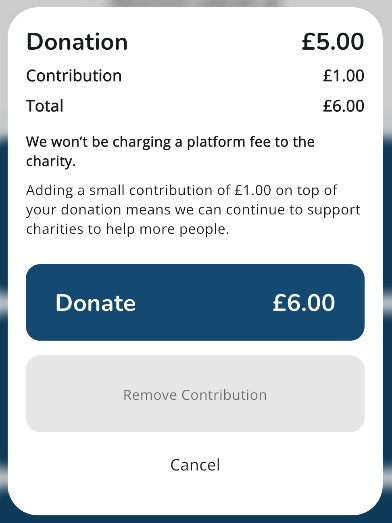 Donation £5.00
Contribution £1.00
Total £6.00
We won’t be charging a platform fee to the
charity.
Adding a small contribution of £1.00 on top of
your donation means we can continue to support
charities to help more people.
Donate £6.00
Remove Contribution
Cancel